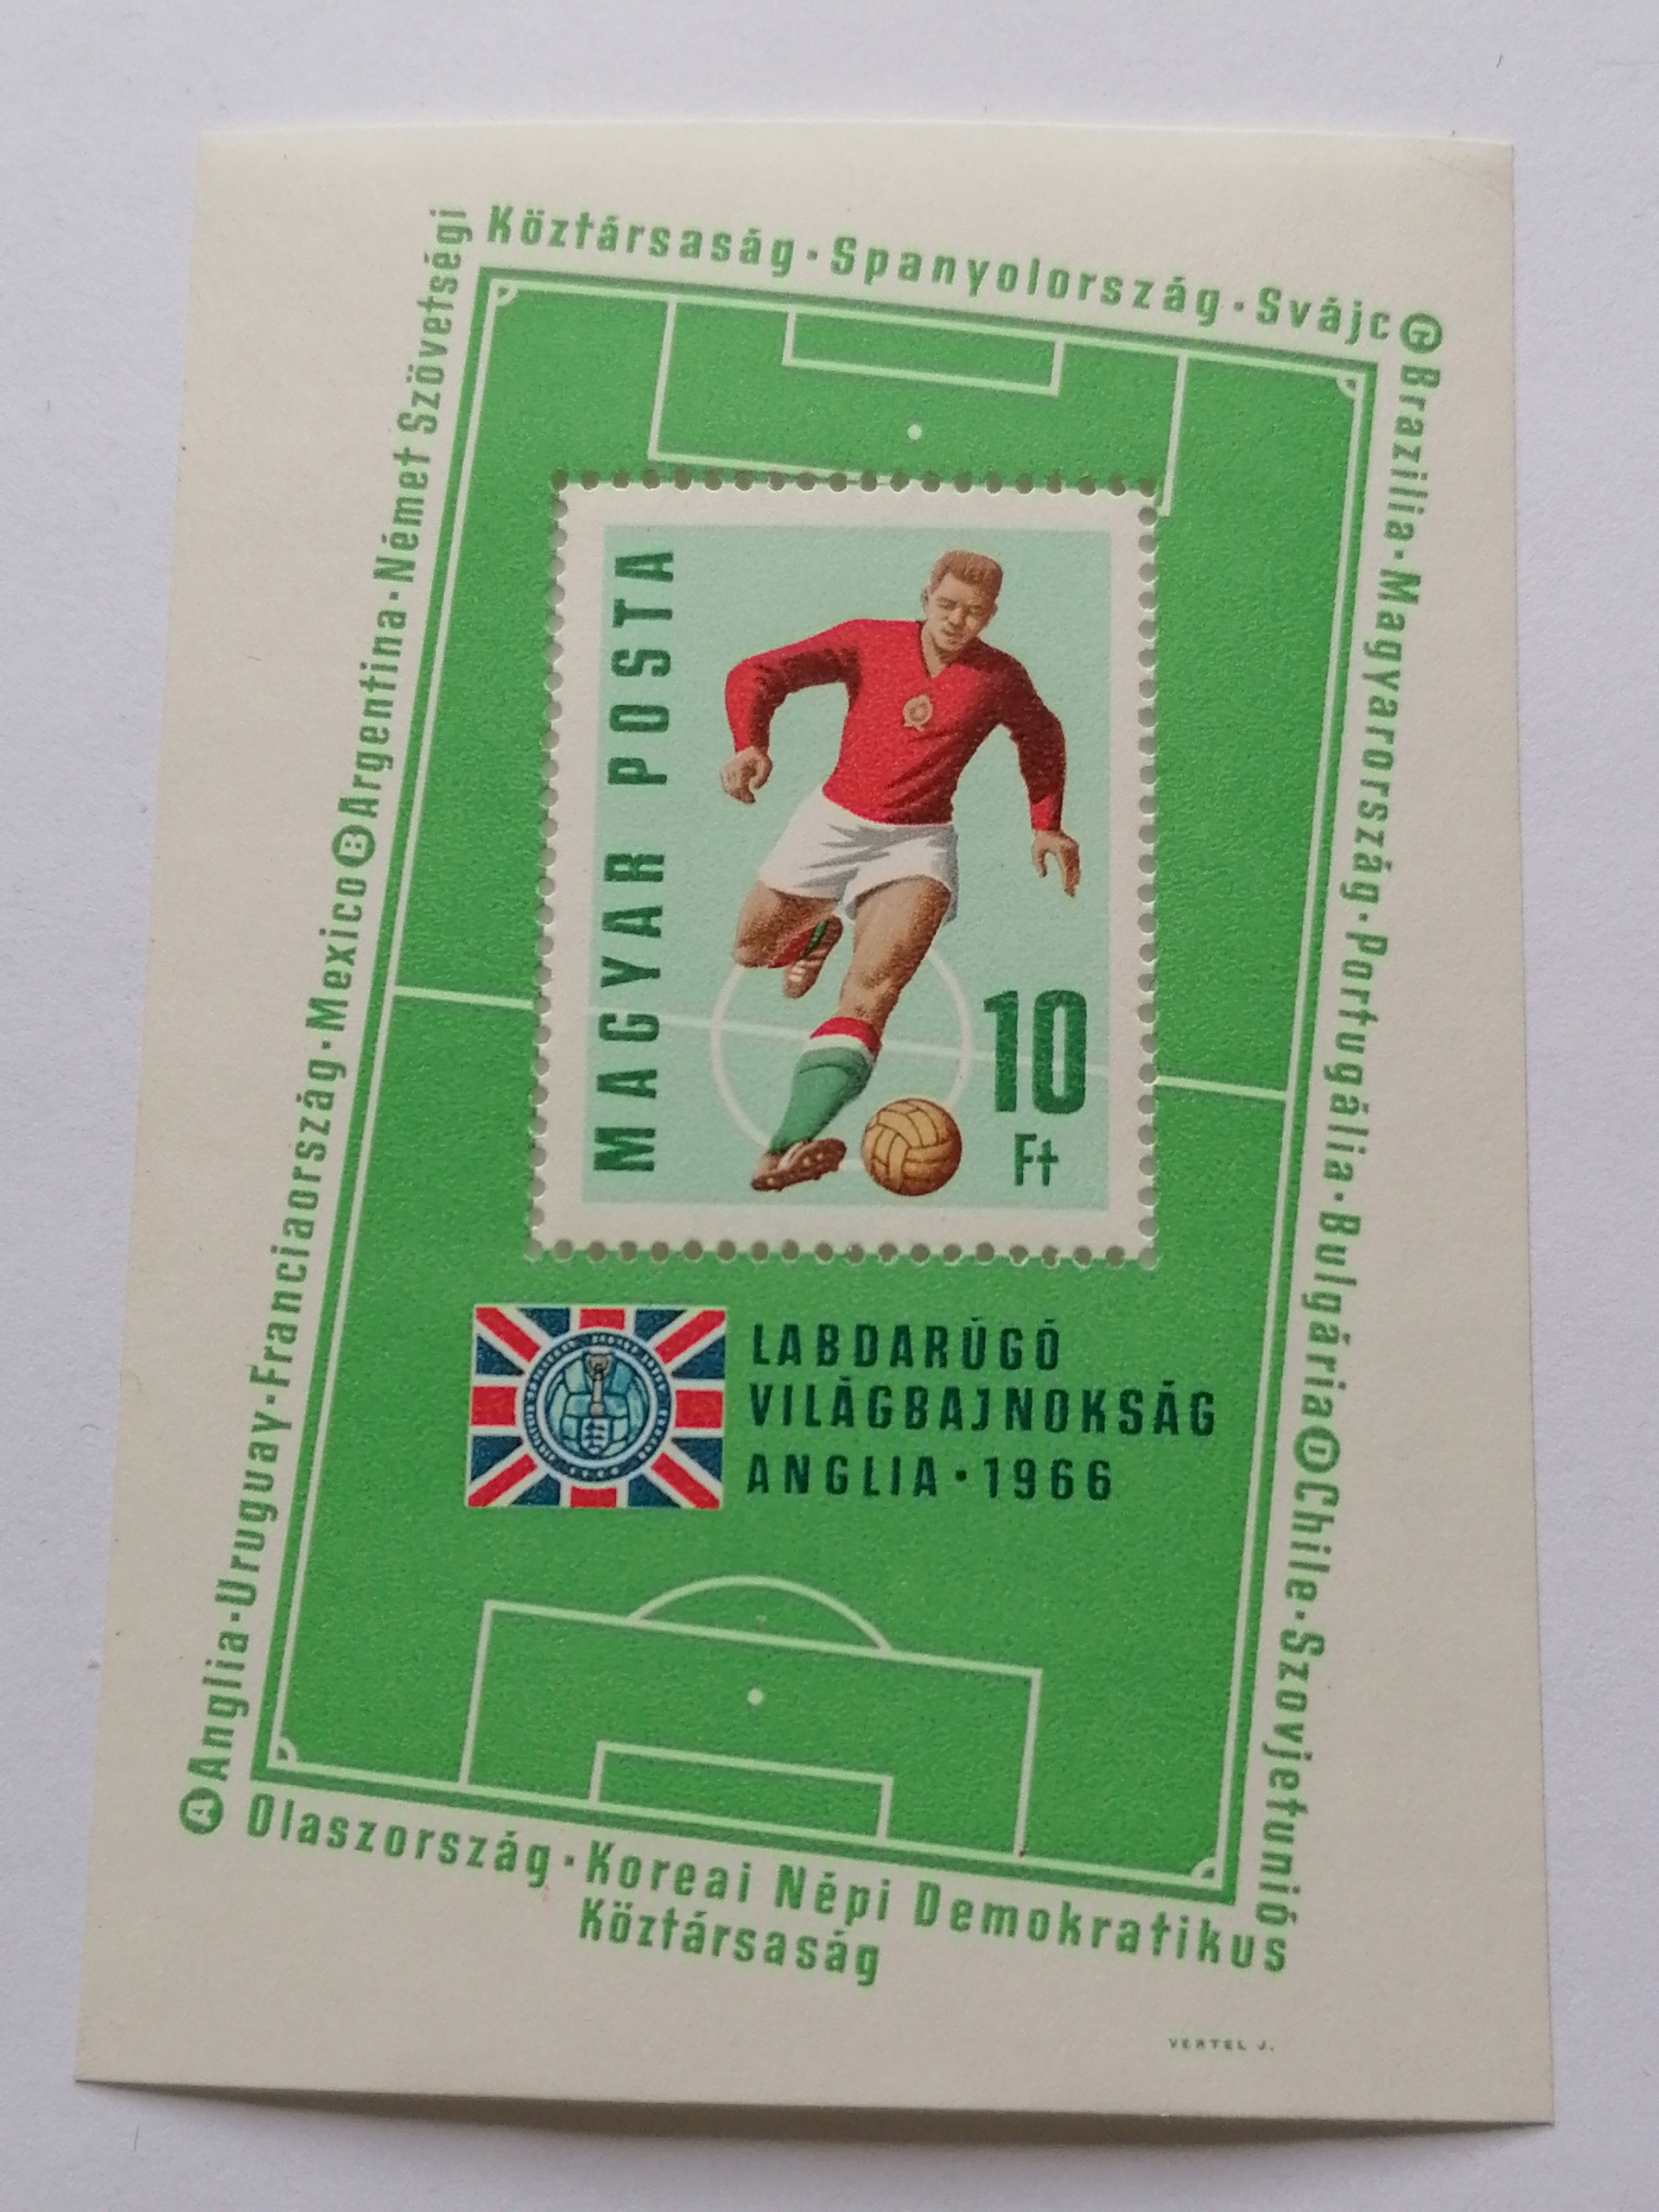 Ⓐ Anglia · Uruguay · Franciaország · Mexico Ⓑ Argentina · Német Szövetségi
Köztársaság · Spanyolország · Svájc Ⓒ
Brazilia · Magyarország · Portugália · Bulgária Ⓓ Chile · Szovjetunió
Olaszország · Koreai Népi Demokratikus
Köztársaság
MAGYAR POSTA
10
Ft
LABDARÚGÓ
VILÁGBAJNOKSÁG
ANGLIA · 1966
VERTEL J.